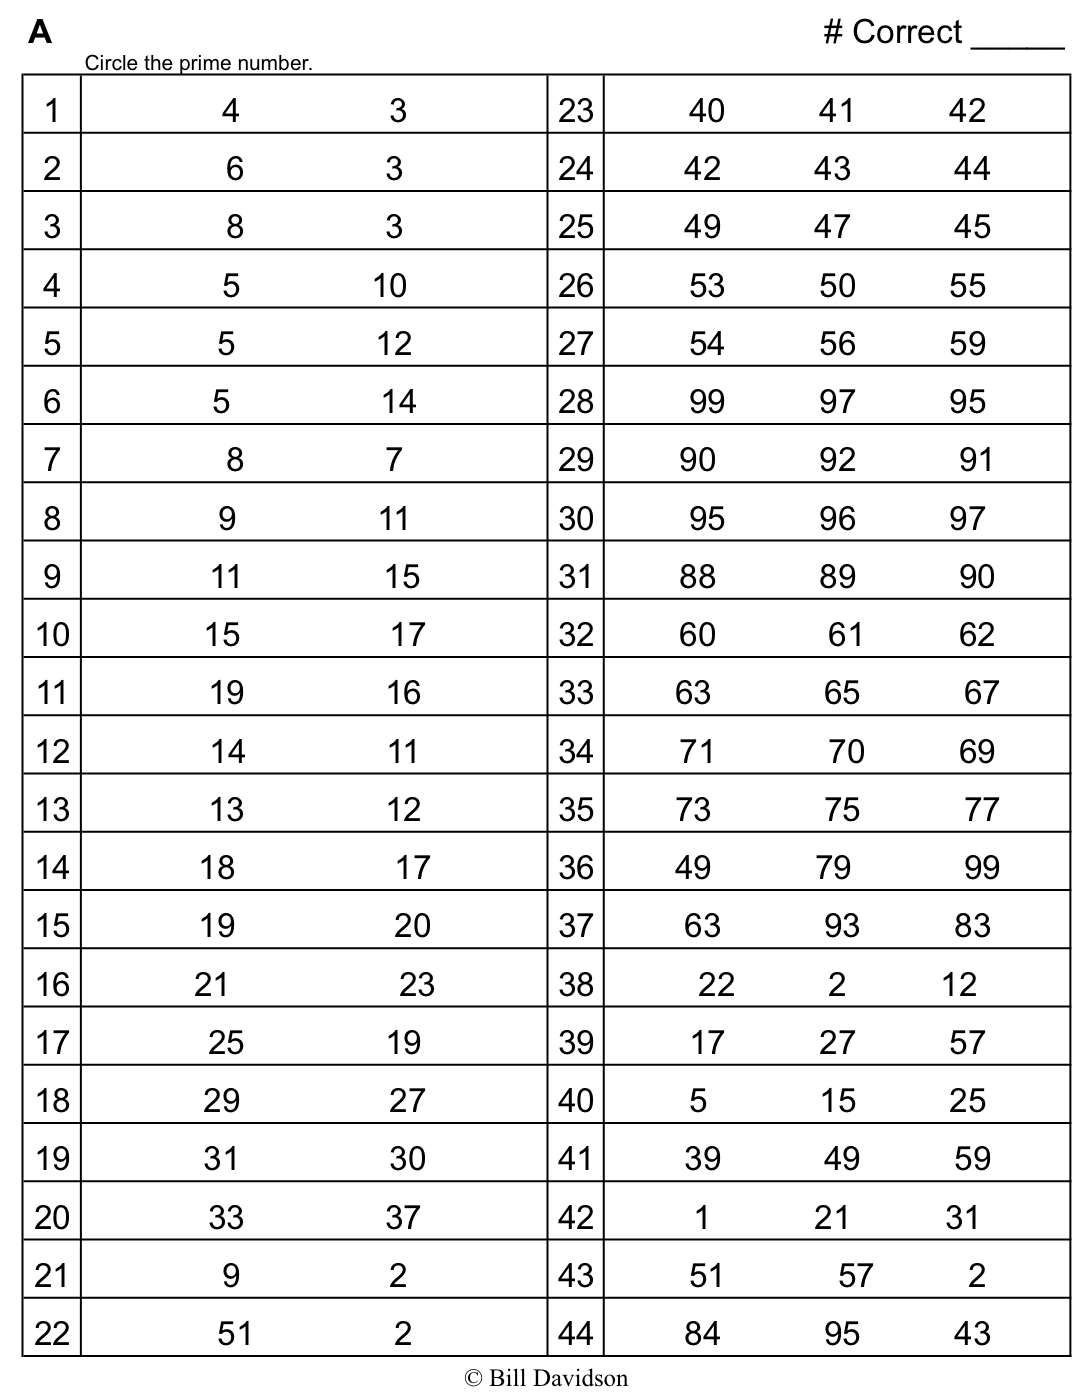 A
# Correct _____
Circle the prime number.
1 4 3 23 40 41 42
2 6 3 24 42 43 44
3 8 3 25 49 47 45
4 5 10 26 53 50 55
5 5 12 27 54 56 59
6 5 14 28 99 97 95
7 8 7 29 90 92 91
8 9 11 30 95 96 97
9 11 15 31 88 89 90
10 15 17 32 60 61 62
11 19 16 33 63 65 67
12 14 11 34 71 70 69
13 13 12 35 73 75 77
14 18 17 36 49 79 99
15 19 20 37 63 93 83
16 21 23 38 22 2 12
17 25 19 39 17 27 57
18 29 27 40 5 15 25
19 31 30 41 39 49 59
20 33 37 42 1 21 31
21 9 2 43 51 57 2
22 51 2 44 84 95 43
© Bill Davidson